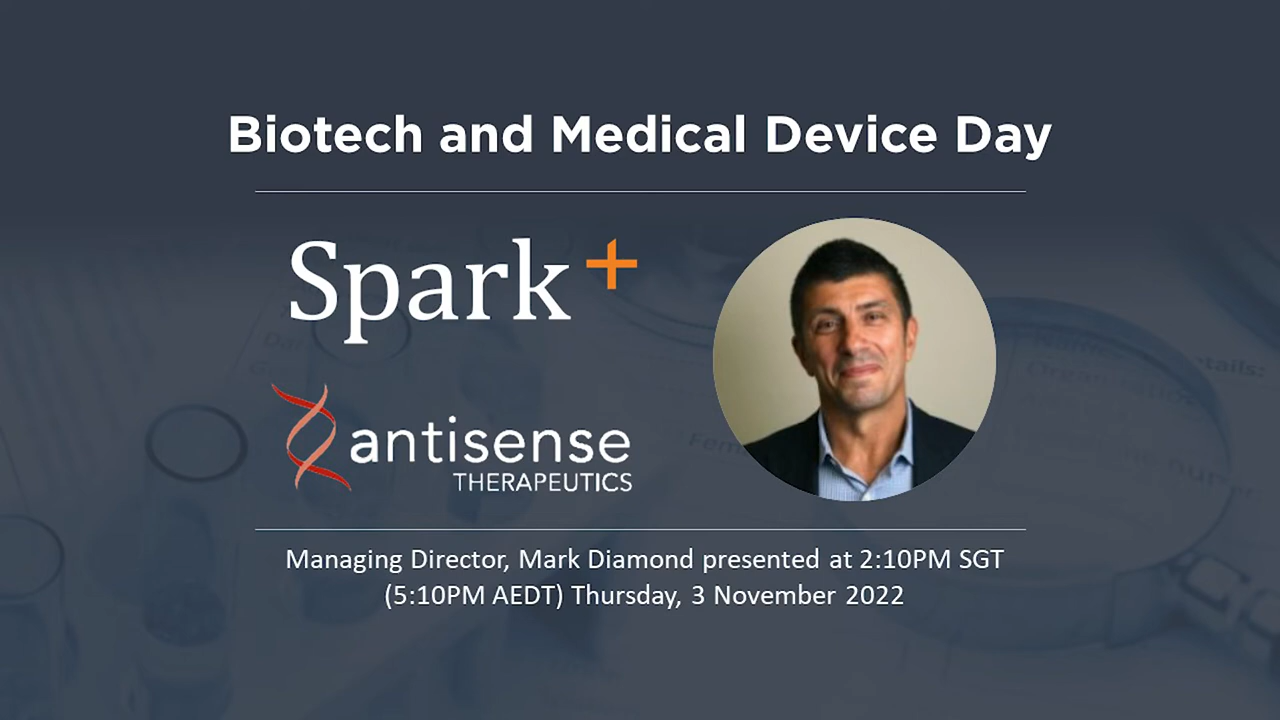 Biotech and Medical Device Day
Spark+
antisense
THERAPEUTICS
Managing Director, Mark Diamond presented at 2:10PM SGT
(5:10PM AEDT) Thursday, 3 November 2022